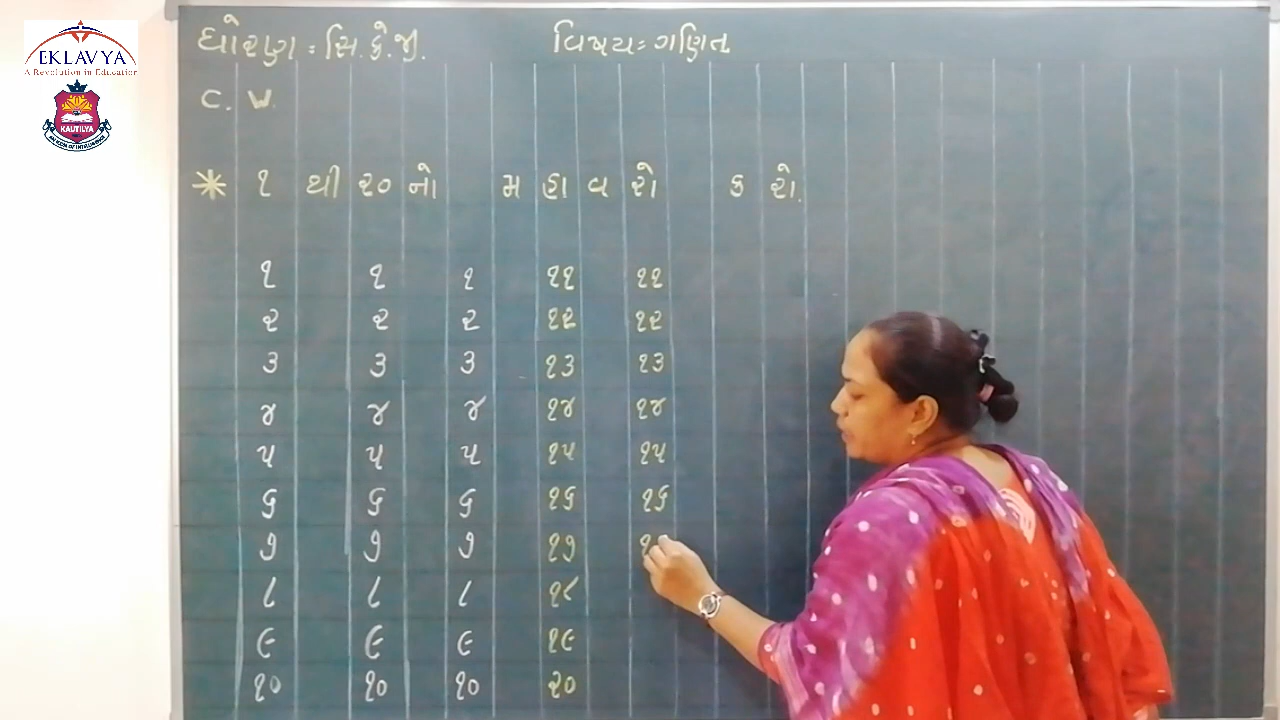 EKLAVYA
A Revolution in Education
KAUTILYA
ધોરણ : સિ. કે. જી. વિષય : ગણિત
C. W.
* ૧ થી ૨૦ નો મહાવરો કરો.
૧ ૧ ૧ ૧૧ ૧૧
૨ ૨ ૨ ૧૨ ૧૨
૩ ૩ ૩ ૧૩ ૧૩
૪ ૪ ૪ ૧૪ ૧૪
૫ ૫ ૫ ૧૫ ૧૫
૬ ૬ ૬ ૧૬ ૧૬
૭ ૭ ૭ ૧૭ ૧
૮ ૮ ૮ ૧૮
૯ ૯ ૯ ૧૯
૧૦ ૧૦ ૧૦ ૨૦